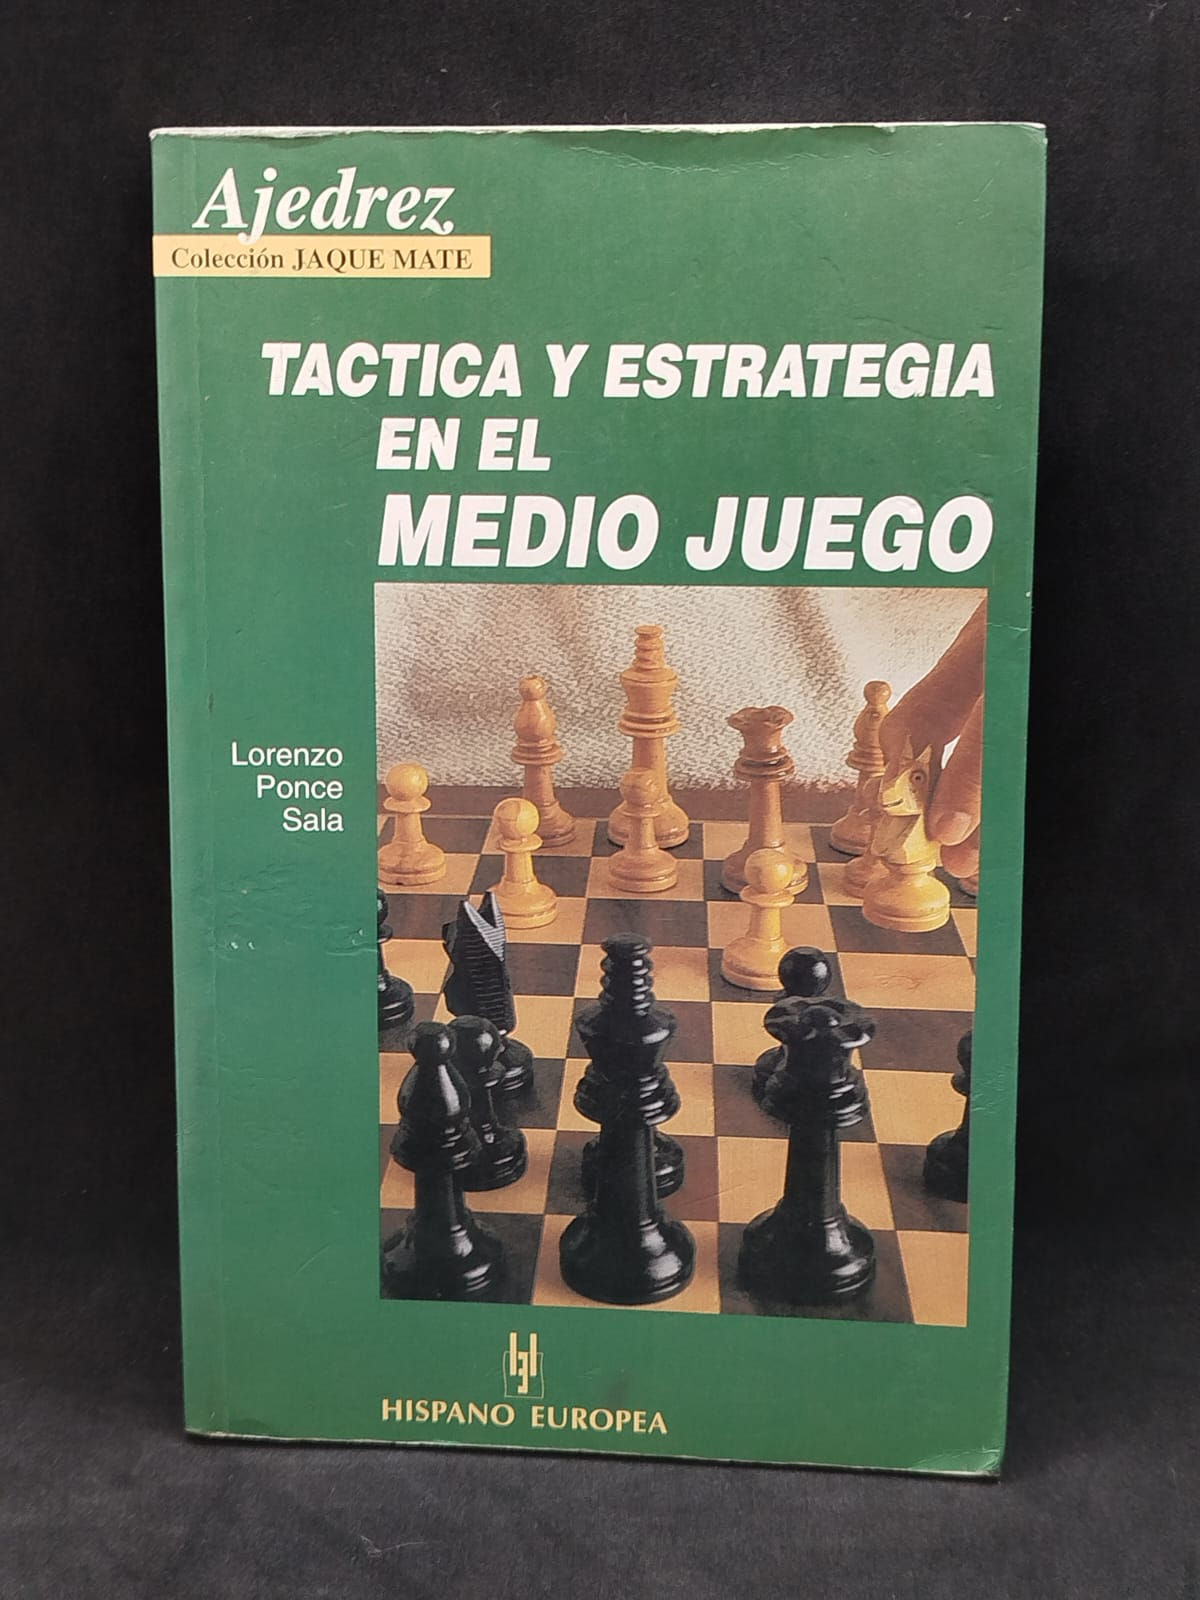 Ajedrez
Colección JAQUE MATE
TACTICA Y ESTRATEGIA
EN EL
MEDIO JUEGO
Lorenzo
Ponce
Sala
HISPANO EUROPEA